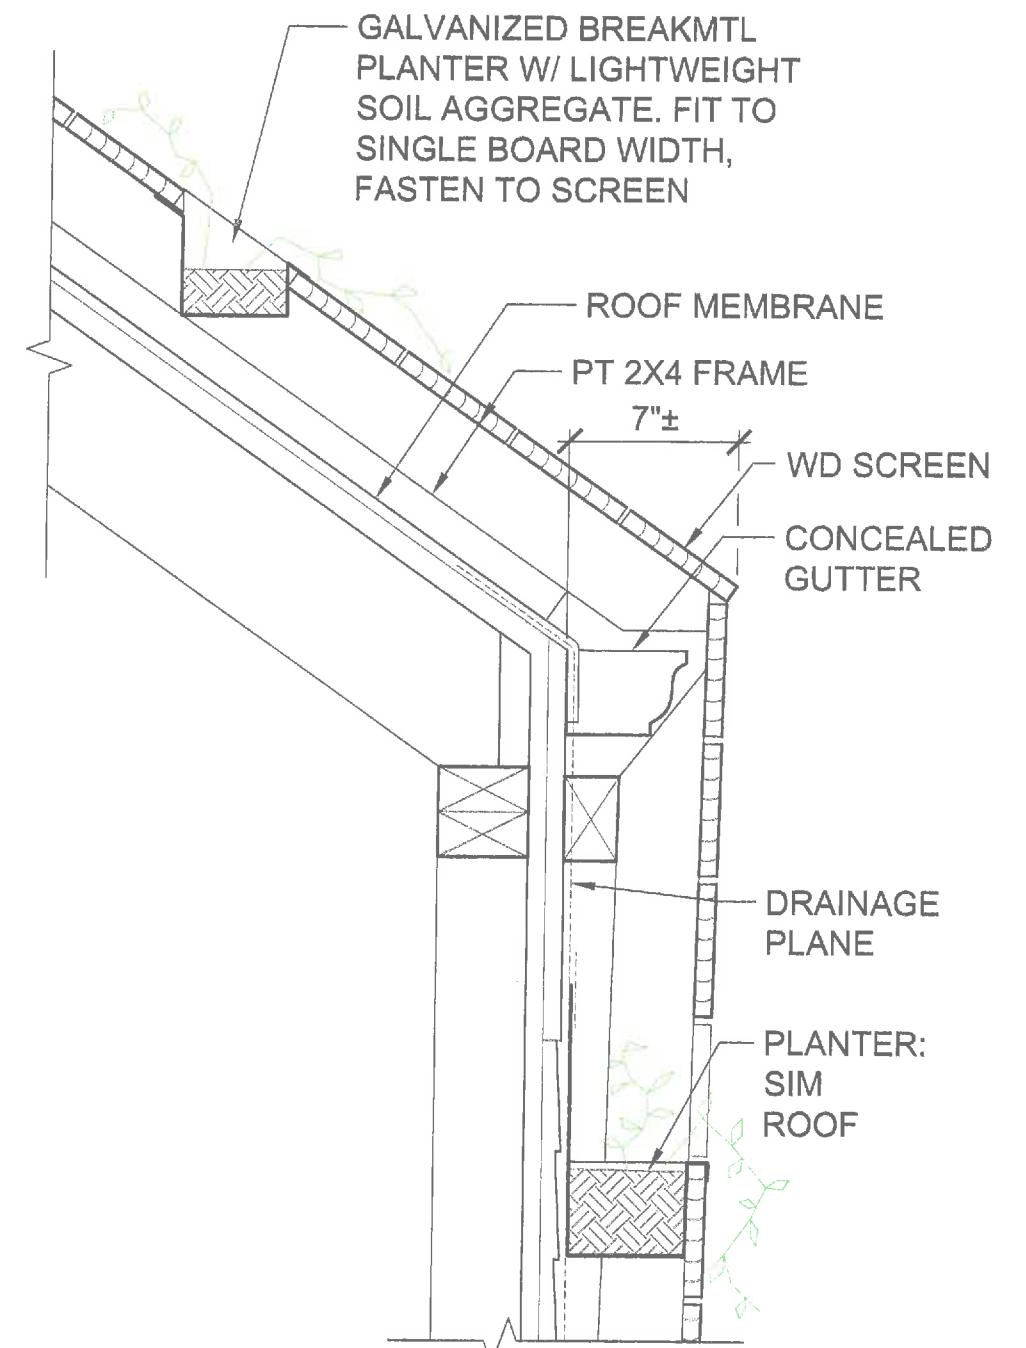 GALVANIZED BREAKMTL
PLANTER W/ LIGHTWEIGHT
SOIL AGGREGATE. FIT TO
SINGLE BOARD WIDTH,
FASTEN TO SCREEN
ROOF MEMBRANE
PT 2X4 FRAME
7"±
WD SCREEN
CONCEALED
GUTTER
DRAINAGE
PLANE
PLANTER:
SIM
ROOF